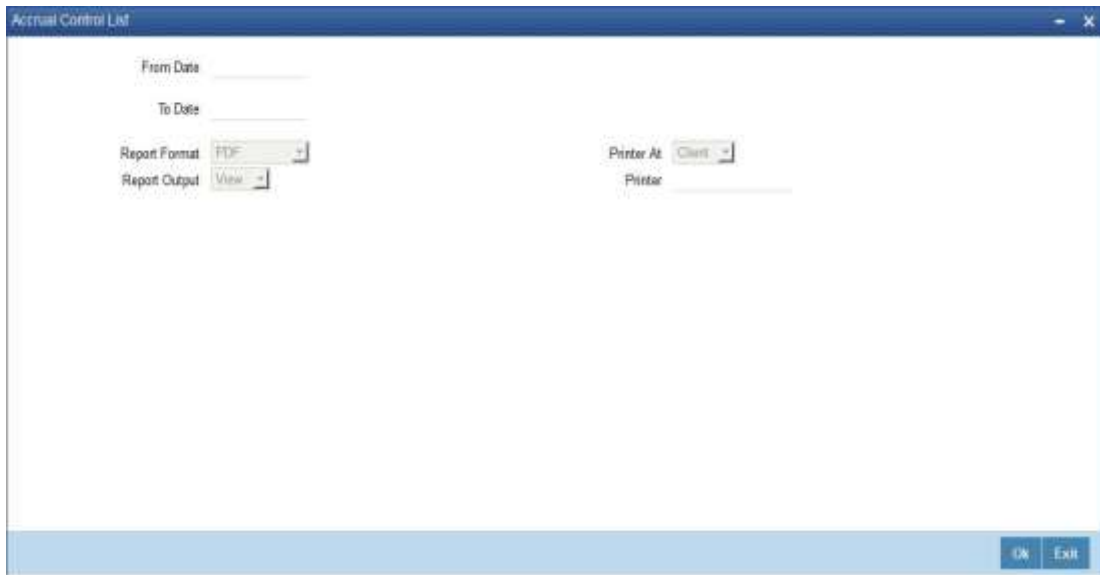 Accrual Control List
From Date
To Date
Report Format PDF
Printer At Client
Report Output View
Printer
Ok Exit